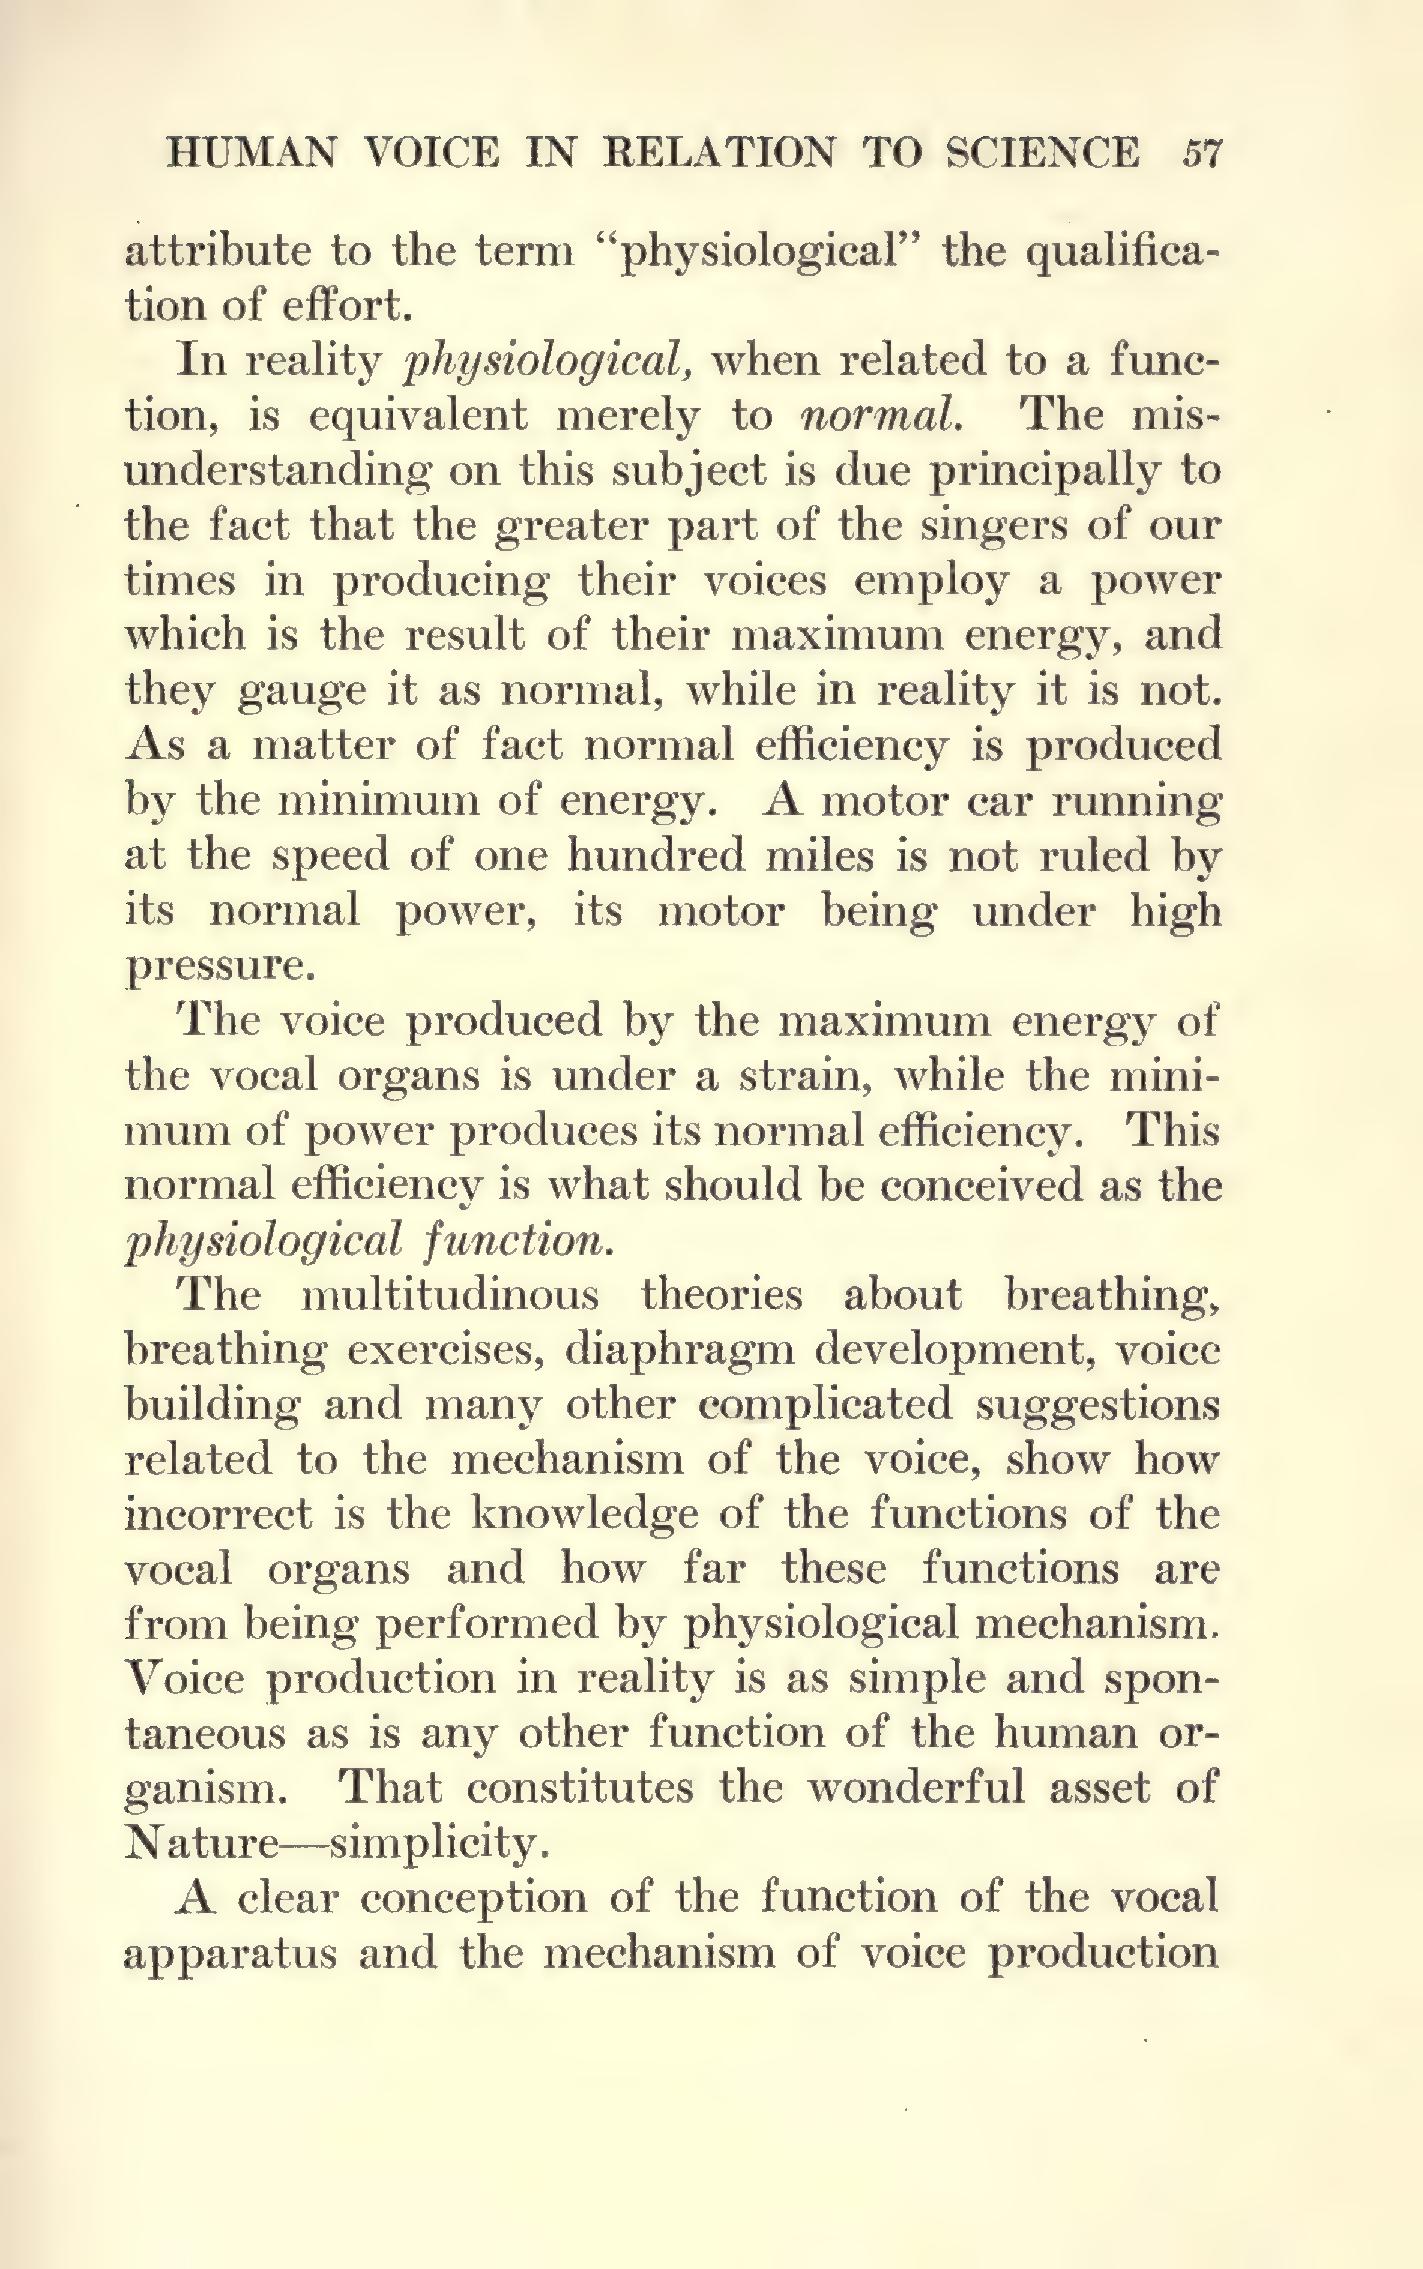 HUMAN VOICE IN RELATION TO SCIENCE 57
attribute to the term “physiological” the qualifica-
tion of effort.
In reality physiological, when related to a func-
tion, is equivalent merely to normal. The mis-
understanding on this subject is due principally to
the fact that the greater part of the singers of our
times in producing their voices employ a power
which is the result of their maximum energy, and
they gauge it as normal, while in reality it is not.
As a matter of fact normal efficiency is produced
by the minimum of energy. A motor car running
at the speed of one hundred miles is not ruled by
its normal power, its motor being under high
pressure.
The voice produced by the maximum energy of
the vocal organs is under a strain, while the mini-
mum of power produces its normal efficiency. This
normal efficiency is what should be conceived as the
physiological function.
The multitudinous theories about breathing,
breathing exercises, diaphragm development, voice
building and many other complicated suggestions
related to the mechanism of the voice, show how
incorrect is the knowledge of the functions of the
vocal organs and how far these functions are
from being performed by physiological mechanism.
Voice production in reality is as simple and spon-
taneous as is any other function of the human or-
ganism. That constitutes the wonderful asset of
Nature—simplicity.
A clear conception of the function of the vocal
apparatus and the mechanism of voice production